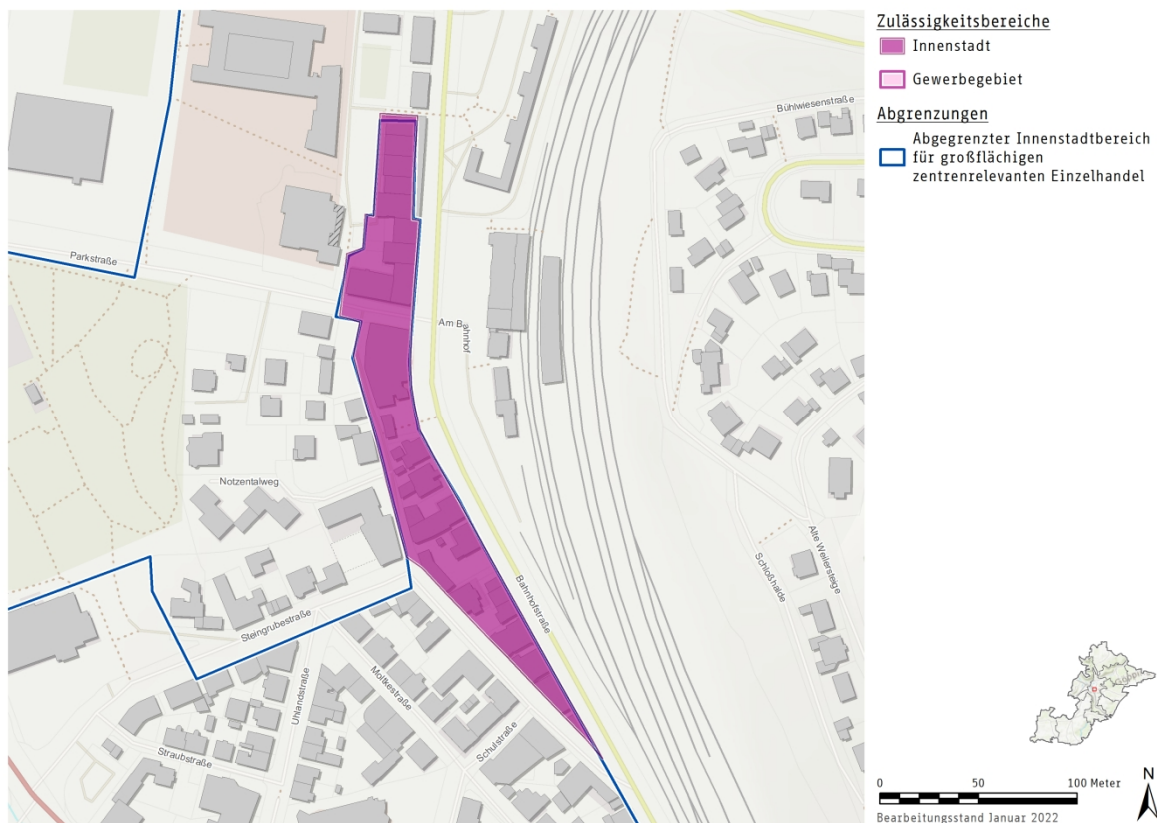 Zulässigkeitsbereiche
Innenstadt
Gewerbegebiet
Abgrenzungen
Abgegrenzter Innenstadtbereich
für großflächigen
zentrenrelevanten Einzelhandel
Bühlwiesenstraße
Parkstraße
Am Bahnhof
Notzentalweg
Alte Weilersteige
Schloßhalde
Bahnhofstraße
Steingrubestraße
Uhlandstraße
Moltkestraße
Schulstraße
Straubstraße
0 50 100 Meter
N
Bearbeitungsstand Januar 2022